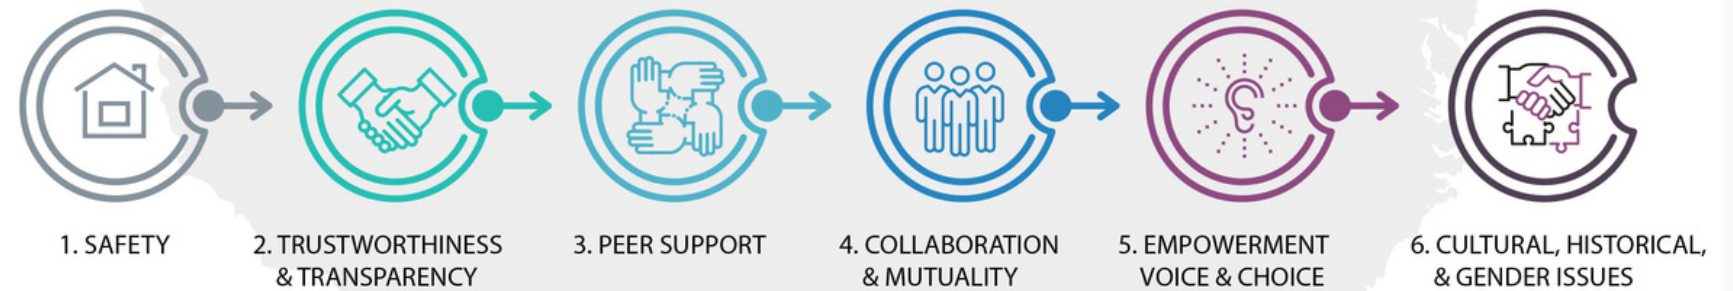 1. SAFETY
2. TRUSTWORTHINESS
& TRANSPARENCY
3. PEER SUPPORT
4. COLLABORATION
& MUTUALITY
5. EMPOWERMENT
VOICE & CHOICE
6. CULTURAL, HISTORICAL,
& GENDER ISSUES